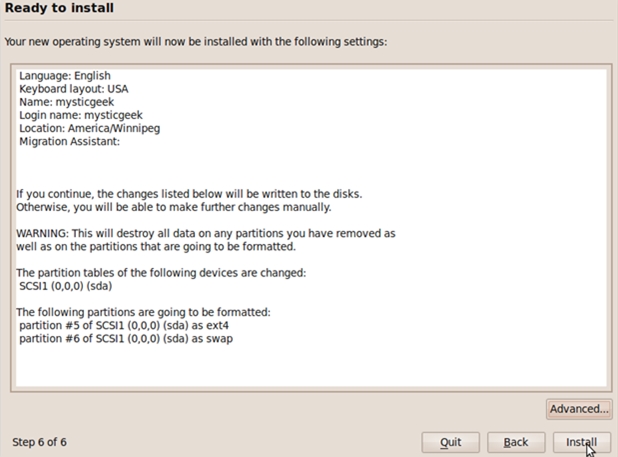 Ready to install
Your new operating system will now be installed with the following settings:
Language: English
Keyboard layout: USA
Name: mysticgeek
Login name: mysticgeek
Location: America/Winnipeg
Migration Assistant:
If you continue, the changes listed below will be written to the disks.
Otherwise, you will be able to make further changes manually.
WARNING: This will destroy all data on any partitions you have removed as
well as on the partitions that are going to be formatted.
The partition tables of the following devices are changed:
SCSI1 (0,0,0) (sda)
The following partitions are going to be formatted:
partition #5 of SCSI1 (0,0,0) (sda) as ext4
partition #6 of SCSI1 (0,0,0) (sda) as swap
Advanced...
Step 6 of 6
Quit
Back
Install